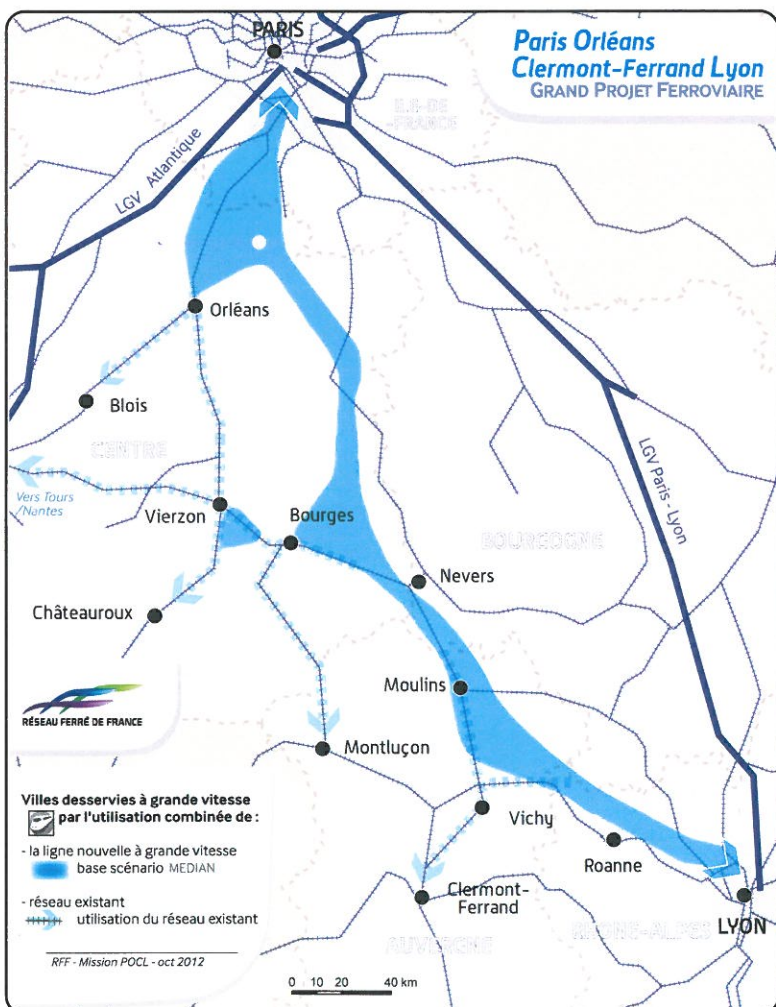 PARIS
Paris Orléans
Clermont-Ferrand Lyon
GRAND PROJET FERROVIAIRE
ILE-DE
-FRANCE
LGV Atlantique
Orléans
Blois
CENTRE
LGV Paris - Lyon
Vers Tours
/Nantes
Vierzon
Bourges
BOURGOGNE
Nevers
Châteauroux
Moulins
RÉSEAU FERRÉ DE FRANCE
Montluçon
Villes desservies à grande vitesse
par l'utilisation combinée de :
Vichy
- la ligne nouvelle à grande vitesse
base scénario MEDIAN
Roanne
Clermont-
Ferrand
- réseau existant
utilisation du réseau existant
RHONE-ALPES
LYON
AUVERGNE
RFF - Mission POCL - oct 2012
0 10 20 40 km